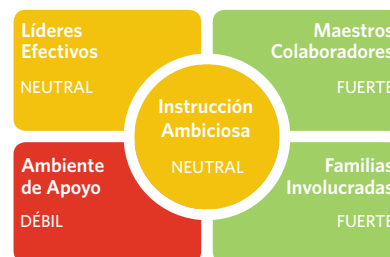 Líderes
Efectivos
NEUTRAL
Maestros
Colaboradores
FUERTE
Instrucción
Ambiciosa
NEUTRAL
Ambiente
de Apoyo
DÉBIL
Familias
Involucradas
FUERTE